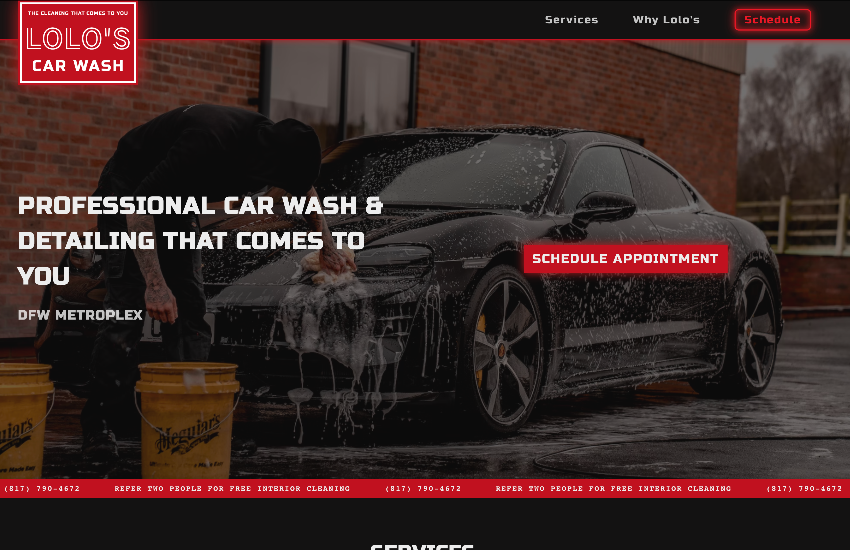 THE CLEANING THAT COMES TO YOU
LOLO'S
CAR WASH
Services Why Lolo's Schedule
PROFESSIONAL CAR WASH &
DETAILING THAT COMES TO
YOU
DFW METROPLEX
SCHEDULE APPOINTMENT
Meguiar's
(817) 790-4672 REFER TWO PEOPLE FOR FREE INTERIOR CLEANING (817) 790-4672 REFER TWO PEOPLE FOR FREE INTERIOR CLEANING (817) 790-4672
SERVICES